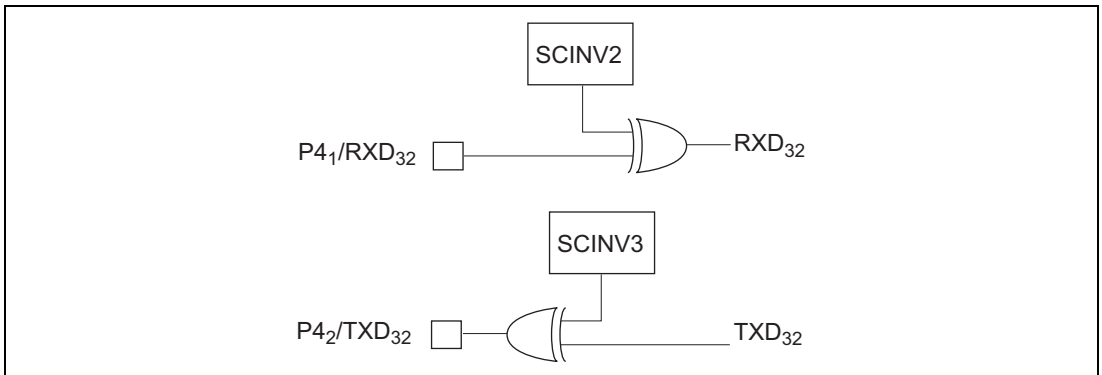 SCINV2
P4₁/RXD₃₂
RXD₃₂
SCINV3
P4₂/TXD₃₂
TXD₃₂